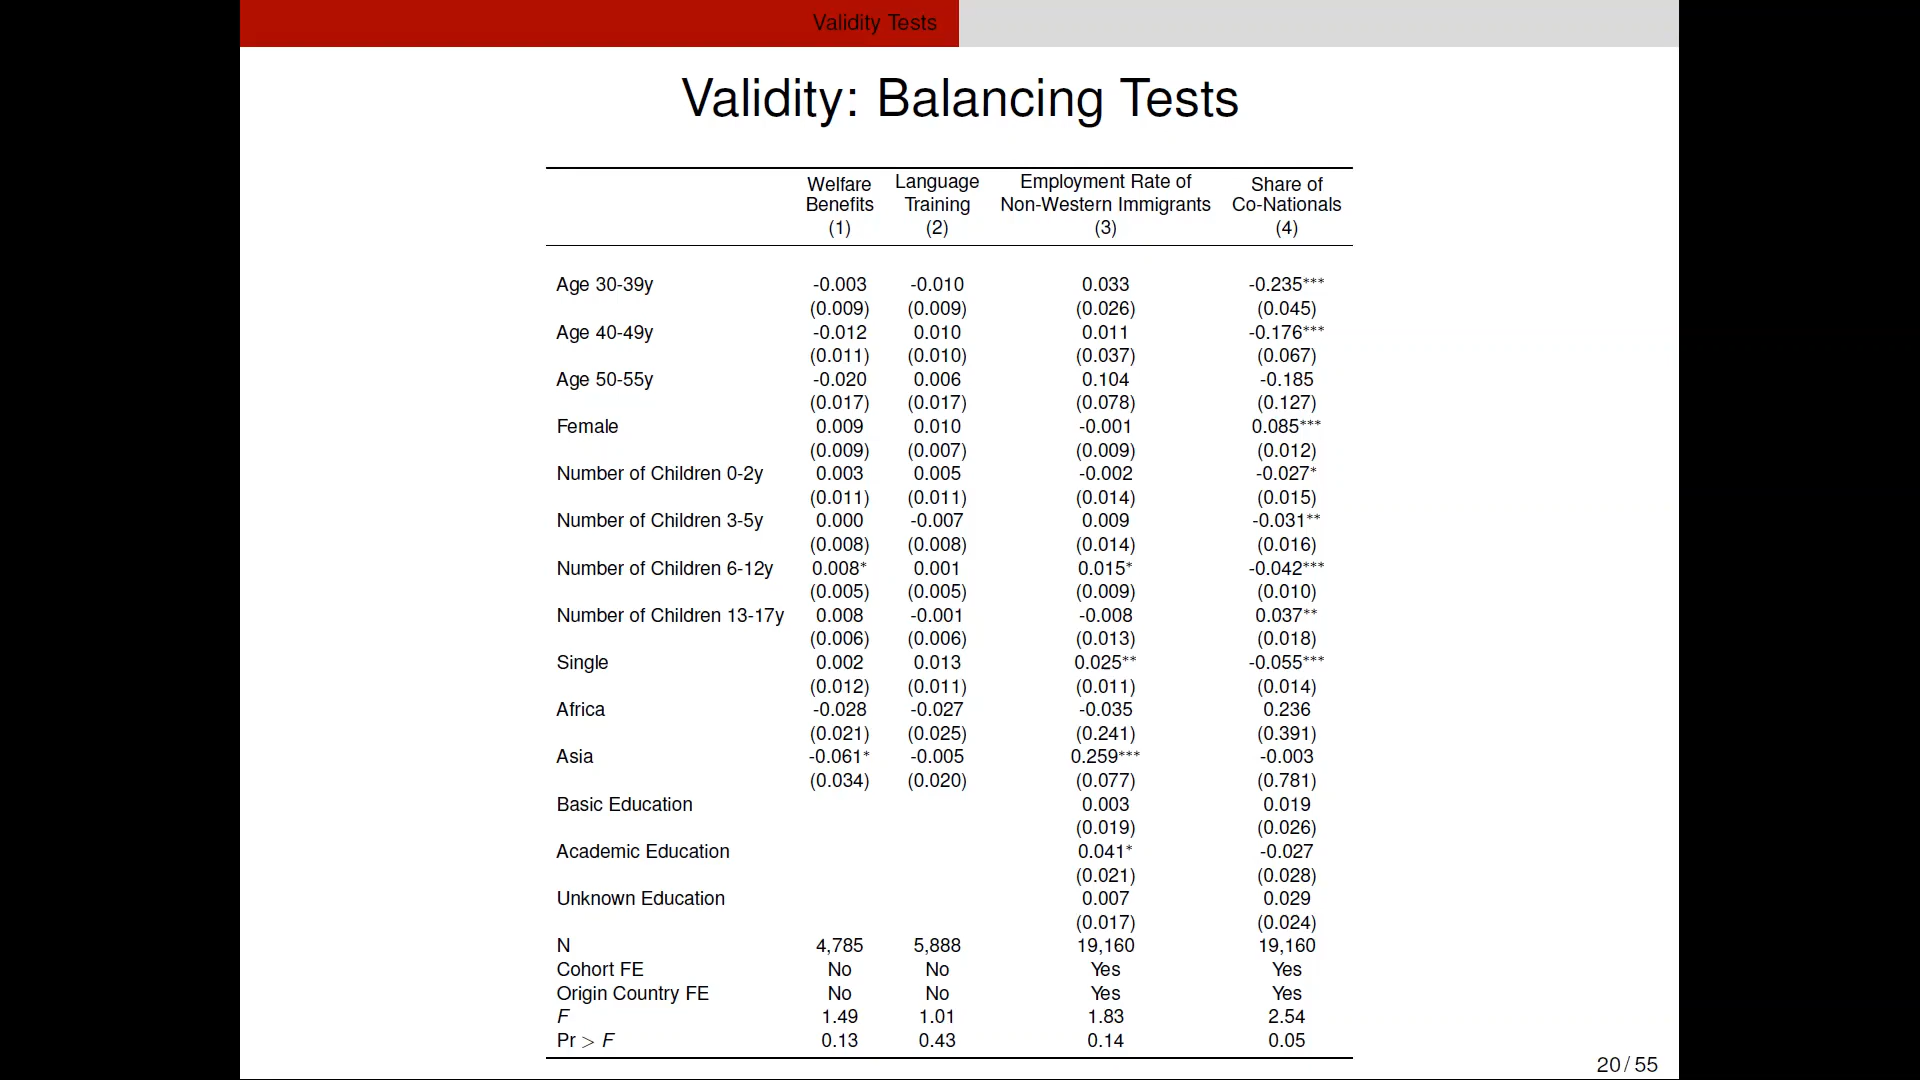 Validity Tests
Validity: Balancing Tests
Welfare Benefits (1) Language Training (2) Employment Rate of Non-Western Immigrants (3) Share of Co-Nationals (4)
Age 30-39y -0.003 -0.010 0.033 -0.235***
(0.009) (0.009) (0.026) (0.045)
Age 40-49y -0.012 0.010 0.011 -0.176***
(0.011) (0.010) (0.037) (0.067)
Age 50-55y -0.020 0.006 0.104 -0.185
(0.017) (0.017) (0.078) (0.127)
Female 0.009 0.010 -0.001 0.085***
(0.009) (0.007) (0.009) (0.012)
Number of Children 0-2y 0.003 0.005 -0.002 -0.027*
(0.011) (0.011) (0.014) (0.015)
Number of Children 3-5y 0.000 -0.007 0.009 -0.031**
(0.008) (0.008) (0.014) (0.016)
Number of Children 6-12y 0.008* 0.001 0.015* -0.042***
(0.005) (0.005) (0.009) (0.010)
Number of Children 13-17y 0.008 -0.001 -0.008 0.037**
(0.006) (0.006) (0.013) (0.018)
Single 0.002 0.013 0.025** -0.055***
(0.012) (0.011) (0.011) (0.014)
Africa -0.028 -0.027 -0.035 0.236
(0.021) (0.025) (0.241) (0.391)
Asia -0.061* -0.005 0.259*** -0.003
(0.034) (0.020) (0.077) (0.781)
Basic Education 0.003 0.019
(0.019) (0.026)
Academic Education 0.041* -0.027
(0.021) (0.028)
Unknown Education 0.007 0.029
(0.017) (0.024)
N 4,785 5,888 19,160 19,160
Cohort FE No No Yes Yes
Origin Country FE No No Yes Yes
F 1.49 1.01 1.83 2.54
Pr > F 0.13 0.43 0.14 0.05
20 / 55